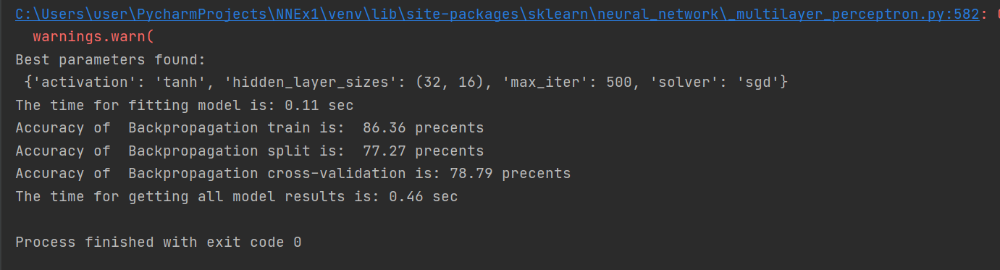 C:\Users\user\PycharmProjects\NNEx1\venv\lib\site-packages\sklearn\neural_network\_multilayer_perceptron.py:582:
warnings.warn(
Best parameters found:
{'activation': 'tanh', 'hidden_layer_sizes': (32, 16), 'max_iter': 500, 'solver': 'sgd'}
The time for fitting model is: 0.11 sec
Accuracy of  Backpropagation train is:  86.36 precents
Accuracy of  Backpropagation split is:  77.27 precents
Accuracy of  Backpropagation cross-validation is: 78.79 precents
The time for getting all model results is: 0.46 sec
Process finished with exit code 0